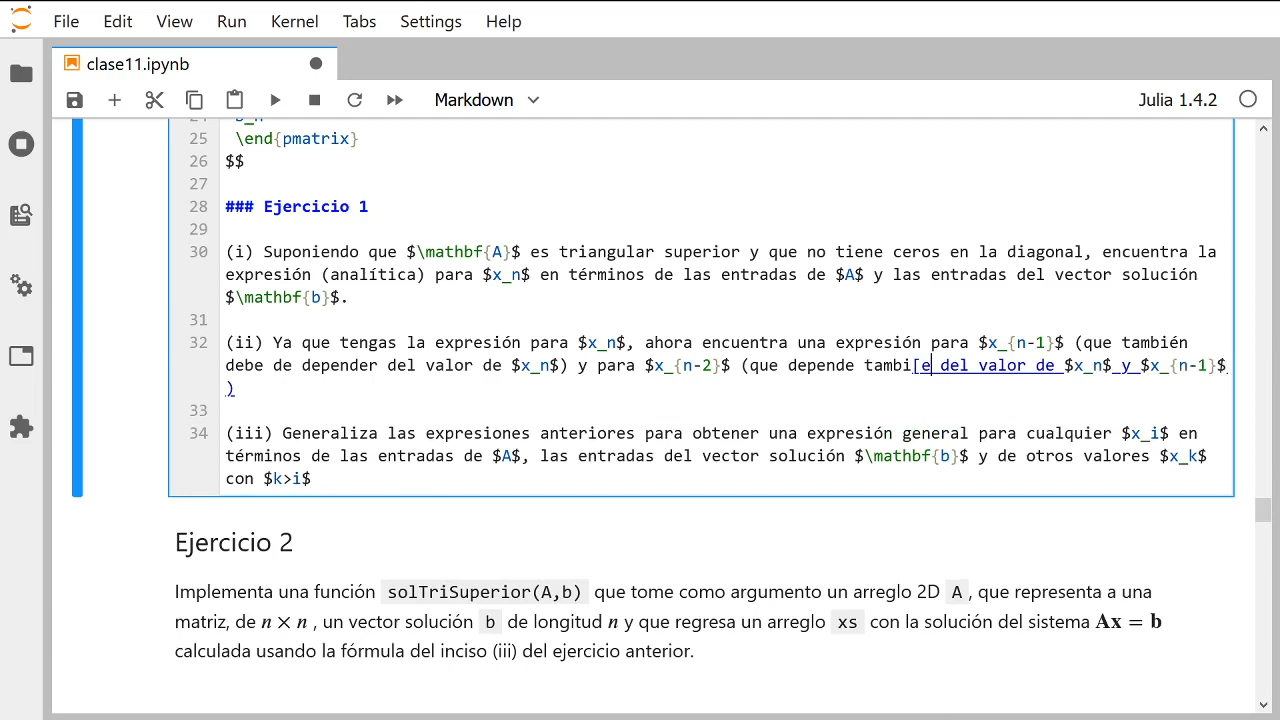 File Edit View Run Kernel Tabs Settings Help
clase11.ipynb
Markdown
Julia 1.4.2
25 \end{pmatrix}
26 $$
27
28 ### Ejercicio 1
29
30 (i) Suponiendo que $\mathbf{A}$ es triangular superior y que no tiene ceros en la diagonal, encuentra la
expresión (analítica) para $x_n$ en términos de las entradas de $A$ y las entradas del vector solución
$\mathbf{b}$.
31
32 (ii) Ya que tengas la expresión para $x_n$, ahora encuentra una expresión para $x_{n-1}$ (que también
debe de depender del valor de $x_n$) y para $x_{n-2}$ (que depende tambi[e del valor de $x_n$ y $x_{n-1}$
)
33
34 (iii) Generaliza las expresiones anteriores para obtener una expresión general para cualquier $x_i$ en
términos de las entradas de $A$, las entradas del vector solución $\mathbf{b}$ y de otros valores $x_k$
con $k>i$
Ejercicio 2
Implementa una función solTriSuperior(A,b) que tome como argumento un arreglo 2D A, que representa a una
matriz, de n × n , un vector solución b de longitud n y que regresa un arreglo xs con la solución del sistema Ax = b
calculada usando la fórmula del inciso (iii) del ejercicio anterior.